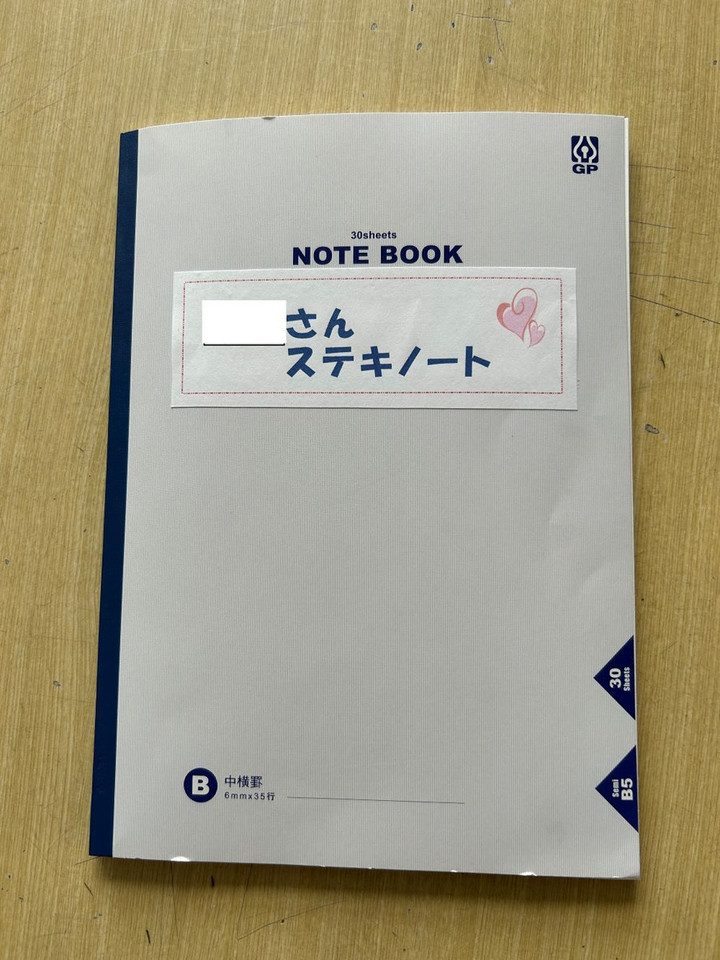 GP
30sheets
NOTE BOOK
さん
ステキノート
30
Sheets
Semi
B5
B
中横罫
6mmx35行